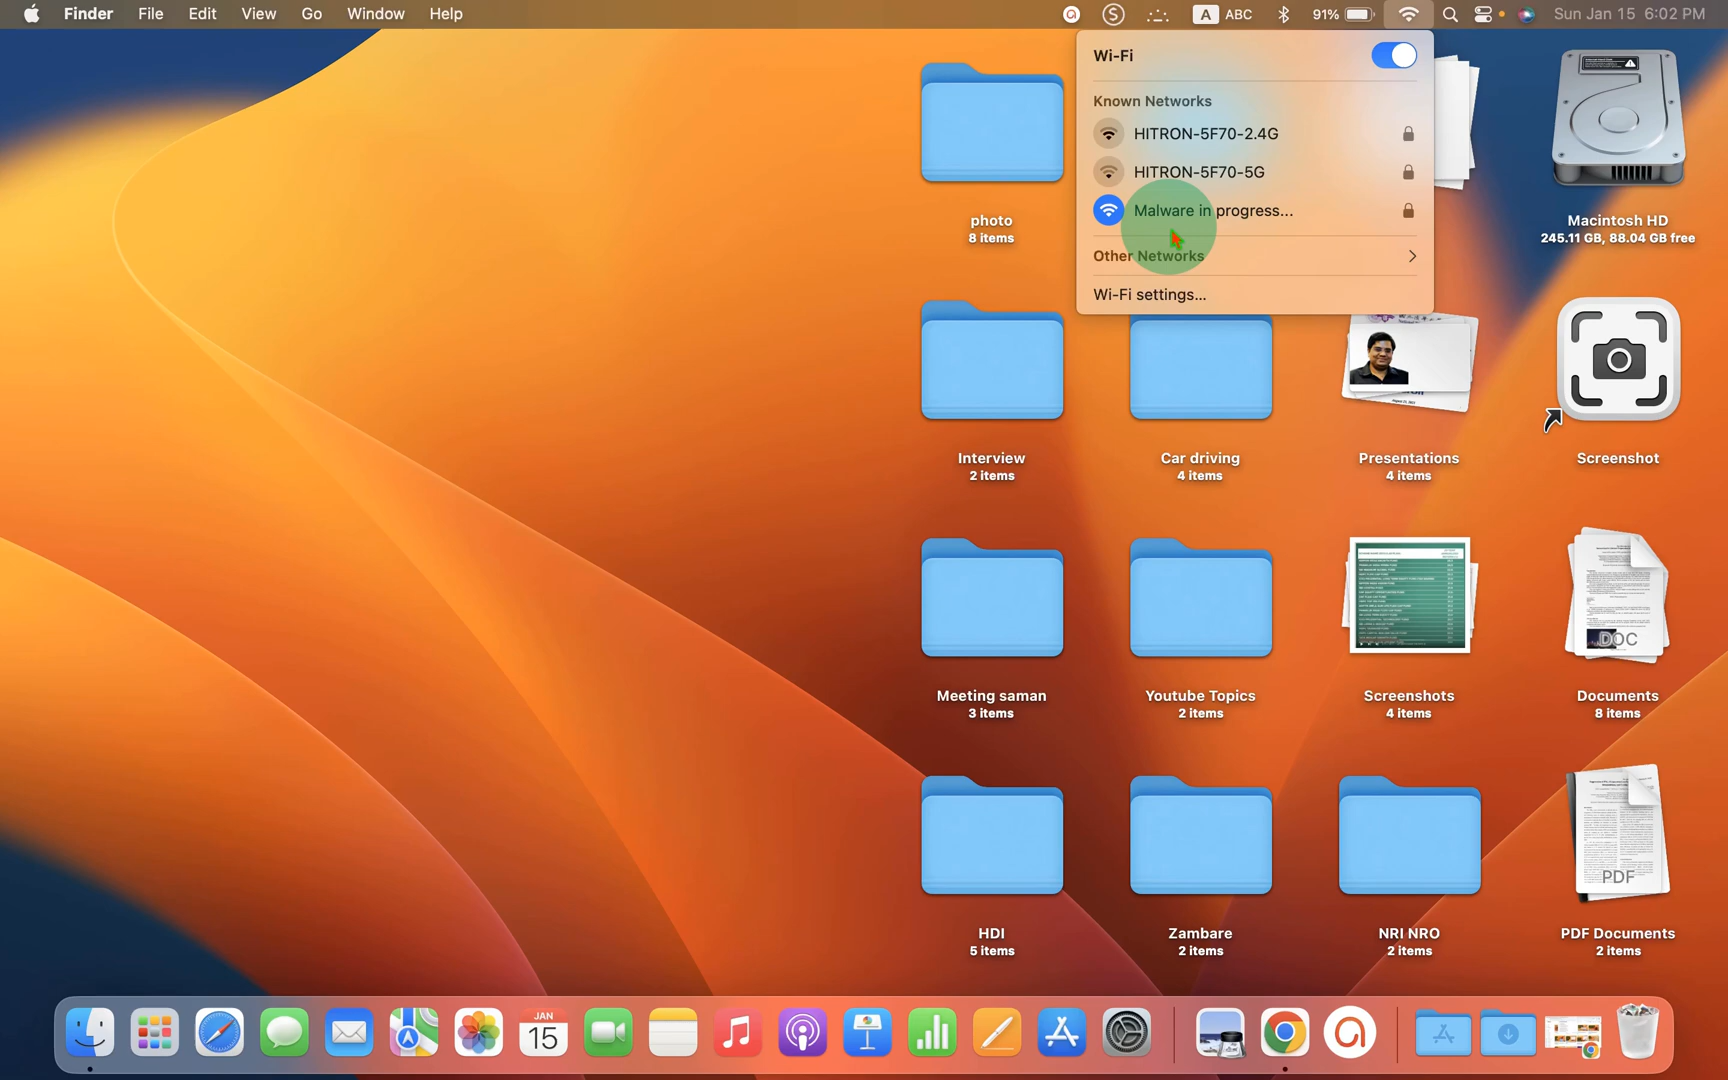 Finder File Edit View Go Window Help
A ABC 91% Sun Jan 15 6:02 PM
Wi-Fi
Known Networks
HITRON-5F70-2.4G
HITRON-5F70-5G
Malware in progress...
Other Networks
Wi-Fi settings...
photo
8 items
Macintosh HD
245.11 GB, 88.04 GB free
Interview
2 items
Car driving
4 items
Presentations
4 items
Screenshot
Meeting saman
3 items
Youtube Topics
2 items
Screenshots
4 items
DOC
Documents
8 items
HDI
5 items
Zambare
2 items
NRI NRO
2 items
PDF
PDF Documents
2 items
JAN
15